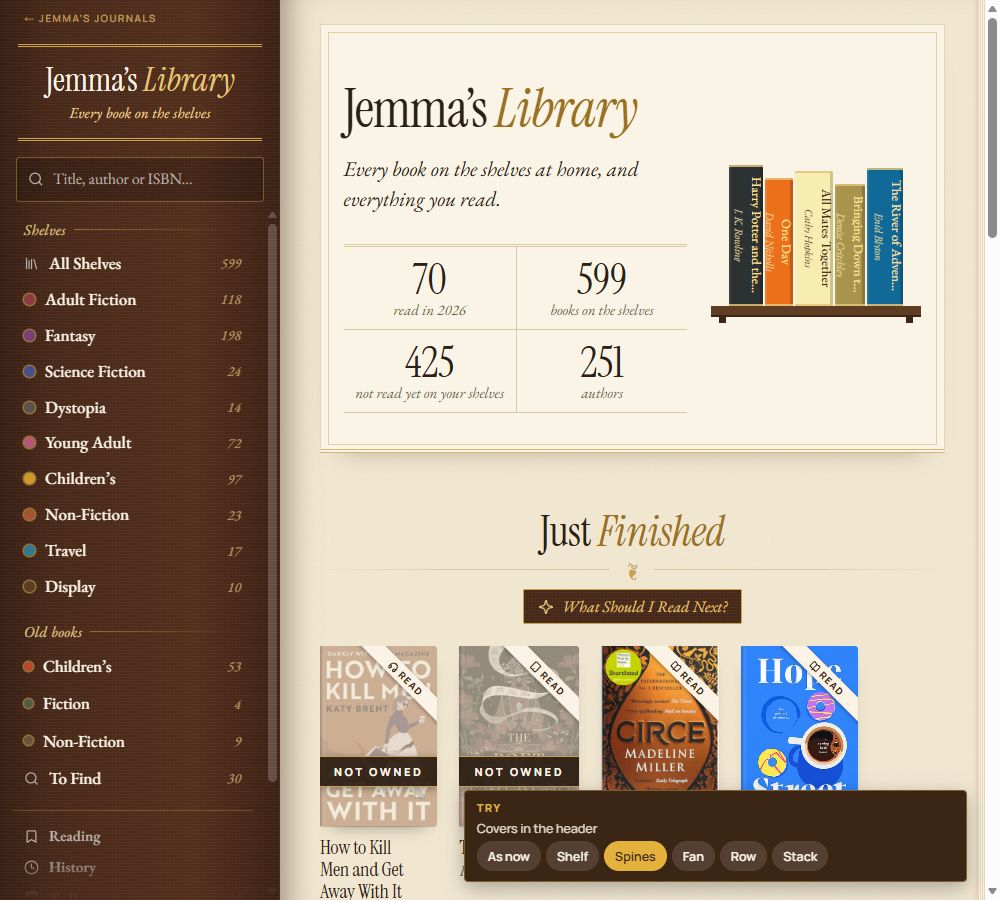 ← JEMMA'S JOURNALS
Jemma's Library
Every book on the shelves
Title, author or ISBN...
Shelves
All Shelves 599
Adult Fiction 118
Fantasy 198
Science Fiction 24
Dystopia 14
Young Adult 72
Children's 97
Non-Fiction 23
Travel 17
Display 10
Old books
Children's 53
Fiction 4
Non-Fiction 9
To Find 30
Reading
History
Jemma's Library
Every book on the shelves at home, and
everything you read.
70
read in 2026
599
books on the shelves
425
not read yet on your shelves
251
authors
Harry Potter and the...
J. K. Rowling
One Day
David Nicholls
All Mates Together
Cathy Hopkins
Bringing Down t...
The River of Adven...
Enid Blyton
Just Finished
What Should I Read Next?
HOW TO
KILL M
KATY BRENT
READ
NOT OWNED
GET AWAY
WITH IT
READ
THE
NOT OWNED
Shortlisted
THE INTERNATIONAL
No. 1 BESTSELLER
READ
CIRCE
MADELINE
MILLER
Hope
READ
Street
How to Kill
Men and Get
Away With It
TRY
Covers in the header
As now
Shelf
Spines
Fan
Row
Stack